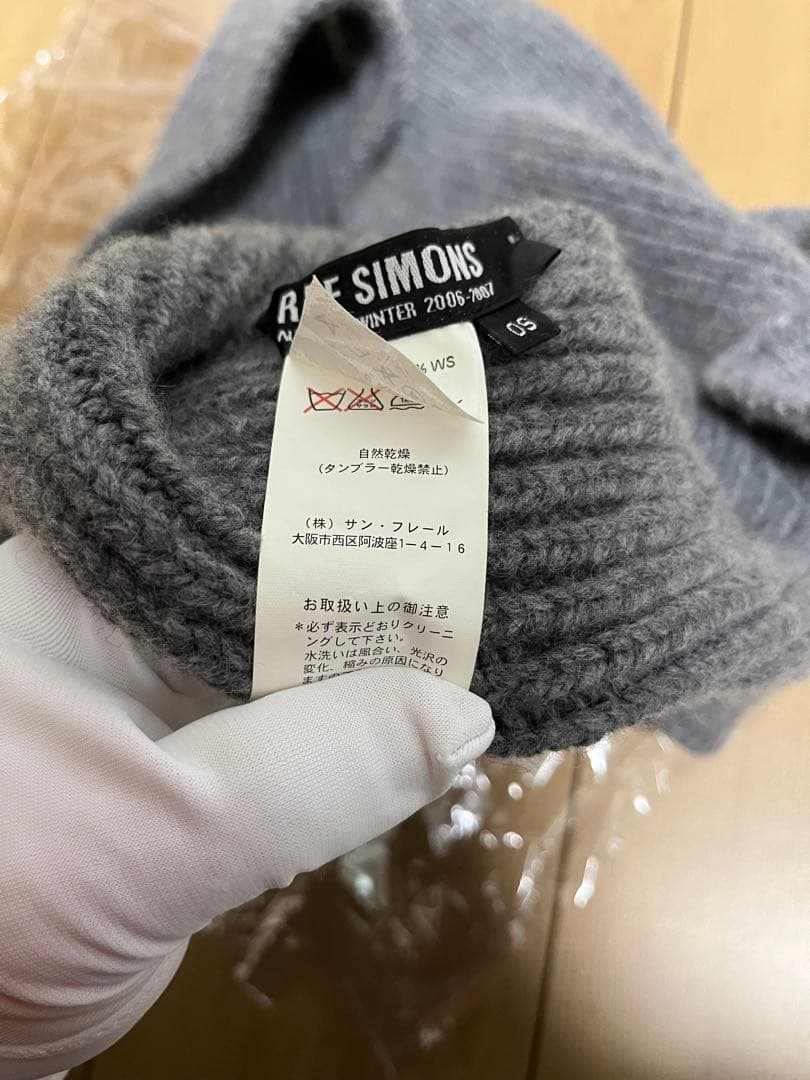 SIMONS
WINTER 2006-2007
OS
% WS
自然乾燥
(タンブラー乾燥禁止)
(株) サン・フレール
大阪市西区阿波座1-4-16
お取扱い上の御注意
*必ず表示どおりクリーニ
ングして下さい。
水洗いは風合い、光沢の
変化、縮みの原因になり